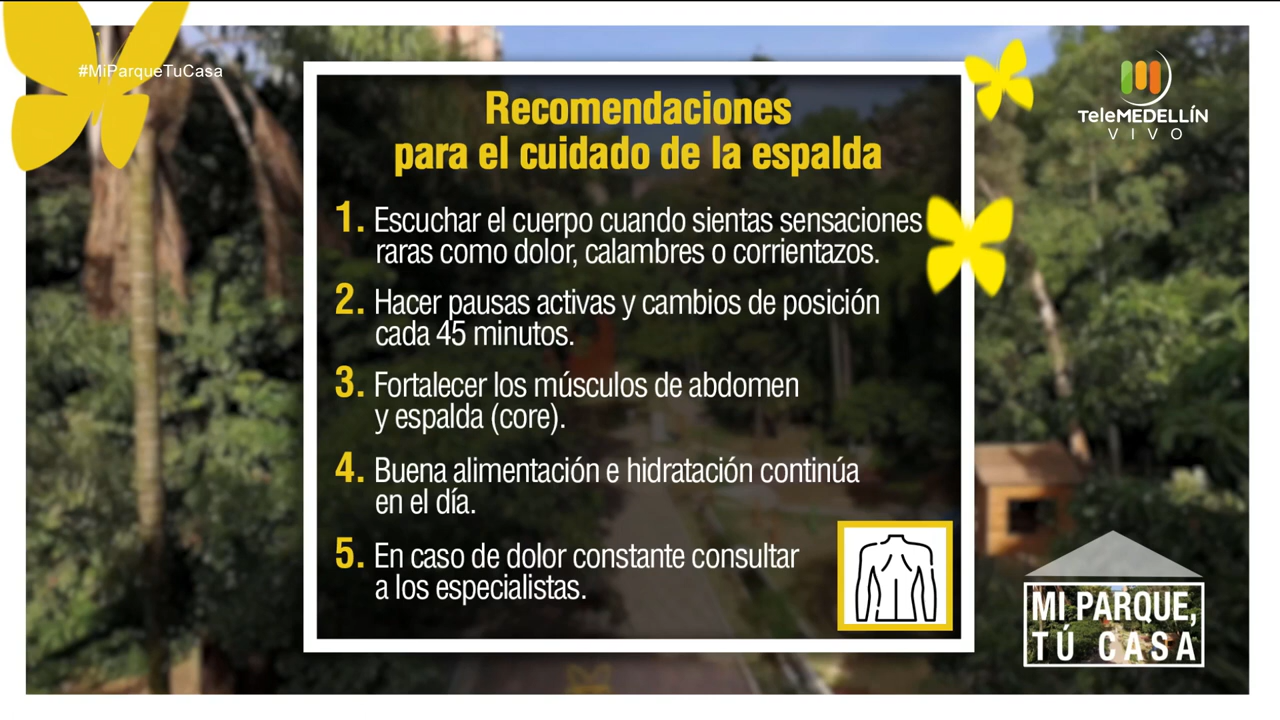 #MiParqueTuCasa
TeleMEDELLÍN
VIVO
Recomendaciones
para el cuidado de la espalda
1. Escuchar el cuerpo cuando sientas sensaciones
raras como dolor, calambres o corrientazos.
2. Hacer pausas activas y cambios de posición
cada 45 minutos.
3. Fortalecer los músculos de abdomen
y espalda (core).
4. Buena alimentación e hidratación continúa
en el día.
5. En caso de dolor constante consultar
a los especialistas.
MI PARQUE,
TÚ CASA